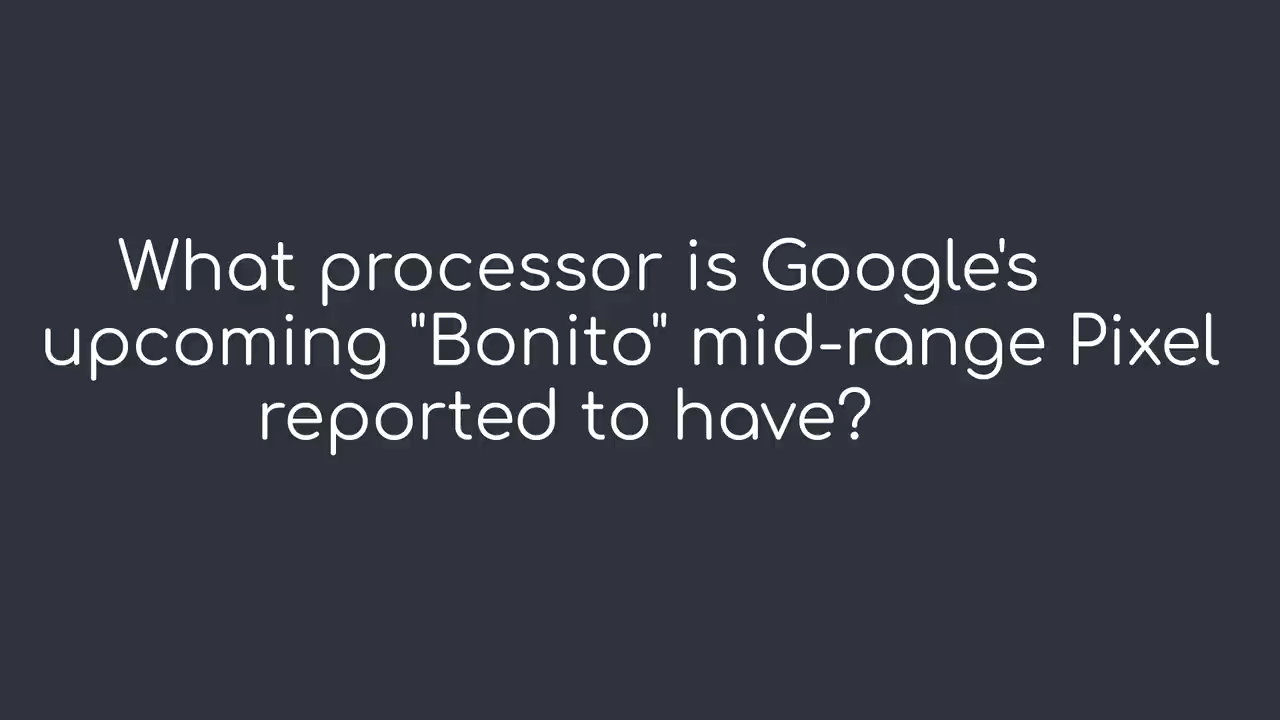 What processor is Google's
upcoming "Bonito" mid-range Pixel
reported to have?